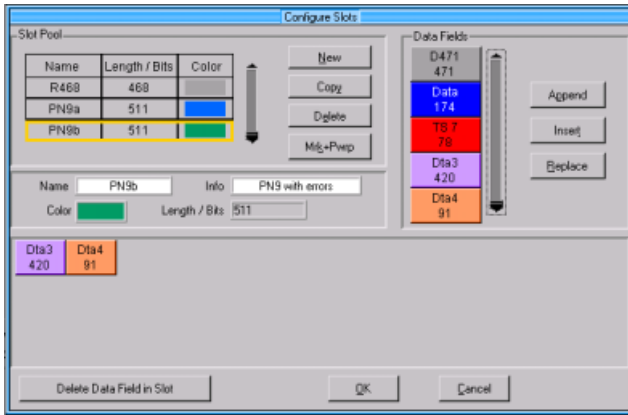 Configure Slots
Slot Pool
Name Length / Bits Color
R468 468
PN9a 511
PN9b 511
New
Copy
Delete
Mrk+Pwrp
Data Fields
D471
471
Data
174
TS 7
78
Dta3
420
Dta4
91
Append
Insert
Replace
Name PN9b Info PN9 with errors
Color Length / Bits 511
Dta3 Dta4
420 91
Delete Data Field in Slot OK Cancel